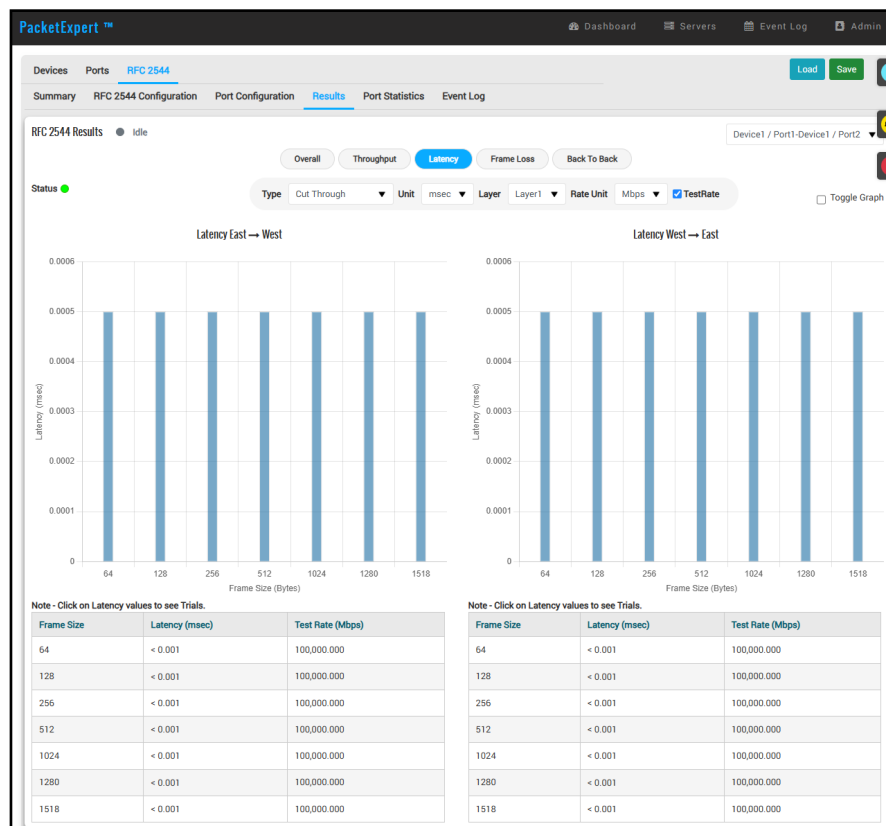 PacketExpert ™
Dashboard Servers Event Log Admin
Devices Ports RFC 2544
Load Save
Summary RFC 2544 Configuration Port Configuration Results Port Statistics Event Log
RFC 2544 Results Idle
Device1 / Port1-Device1 / Port2
Overall Throughput Latency Frame Loss Back To Back
Status
Type Cut Through Unit msec Layer Layer1 Rate Unit Mbps TestRate
Toggle Graph
Latency East → West
0.0006
0.0005
0.0004
0.0003
0.0002
0.0001
0
Latency (msec)
64 128 256 512 1024 1280 1518
Frame Size (Bytes)
Note - Click on Latency values to see Trials.
Frame Size Latency (msec) Test Rate (Mbps)
64 < 0.001 100,000.000
128 < 0.001 100,000.000
256 < 0.001 100,000.000
512 < 0.001 100,000.000
1024 < 0.001 100,000.000
1280 < 0.001 100,000.000
1518 < 0.001 100,000.000
Latency West → East
0.0006
0.0005
0.0004
0.0003
0.0002
0.0001
0
Latency (msec)
64 128 256 512 1024 1280 1518
Frame Size (Bytes)
Note - Click on Latency values to see Trials.
Frame Size Latency (msec) Test Rate (Mbps)
64 < 0.001 100,000.000
128 < 0.001 100,000.000
256 < 0.001 100,000.000
512 < 0.001 100,000.000
1024 < 0.001 100,000.000
1280 < 0.001 100,000.000
1518 < 0.001 100,000.000